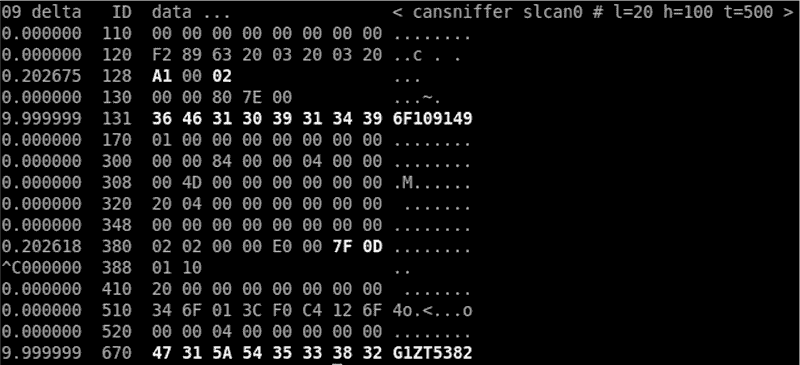 09 delta   ID  data ...                < cansniffer slcan0 # l=20 h=100 t=500 >
0.000000  110  00 00 00 00 00 00 00 00 ........
0.000000  120  F2 89 63 20 03 20 03 20 ..c . .
0.202675  128  A1 00 02                ...
0.000000  130  00 00 80 7E 00          ...~.
9.999999  131  36 46 31 30 39 31 34 39 6F109149
0.000000  170  01 00 00 00 00 00 00 00 ........
0.000000  300  00 00 84 00 00 04 00 00 ........
0.000000  308  00 4D 00 00 00 00 00 00 .M......
0.000000  320  20 04 00 00 00 00 00 00  .......
0.000000  348  00 00 00 00 00 00 00 00 ........
0.202618  380  02 02 00 00 E0 00 7F 0D ........
^C000000  388  01 10                   ..
0.000000  410  20 00 00 00 00 00 00 00  .......
0.000000  510  34 6F 01 3C F0 C4 12 6F 4o.<...o
0.000000  520  00 00 04 00 00 00 00 00 ........
9.999999  670  47 31 5A 54 35 33 38 32 G1ZT5382